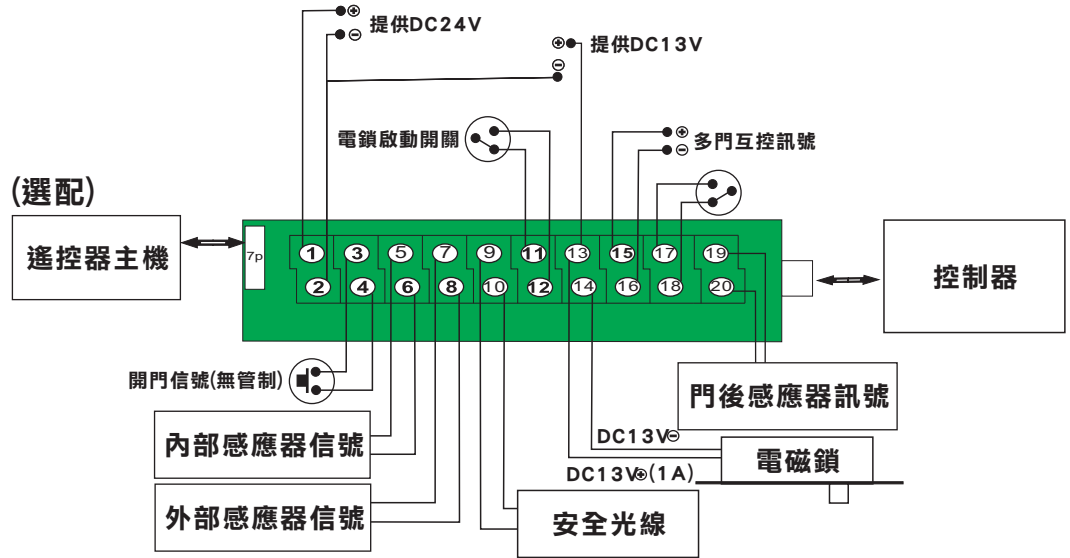 ⊕
⊖
提供DC24V
⊕
⊖
提供DC13V
電鎖啟動開關
⊕
⊖
多門互控訊號
(選配)
遙控器主機
7p
1 3 5 7 9 11 13 15 17 19
2 4 6 8 10 12 14 16 18 20
控制器
開門信號(無管制)
門後感應器訊號
內部感應器信號
DC13V⊖
電磁鎖
DC13V⊕(1A)
外部感應器信號
安全光線